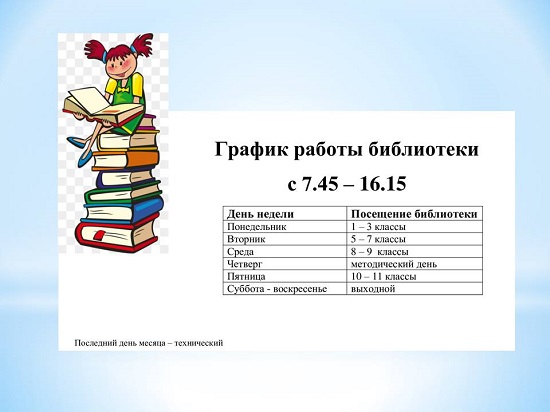 График работы библиотеки
с 7.45 – 16.15
День недели Посещение библиотеки
Понедельник 1 – 3 классы
Вторник 5 – 7 классы
Среда 8 – 9 классы
Четверг методический день
Пятница 10 – 11 классы
Суббота - воскресенье выходной
Последний день месяца – технический